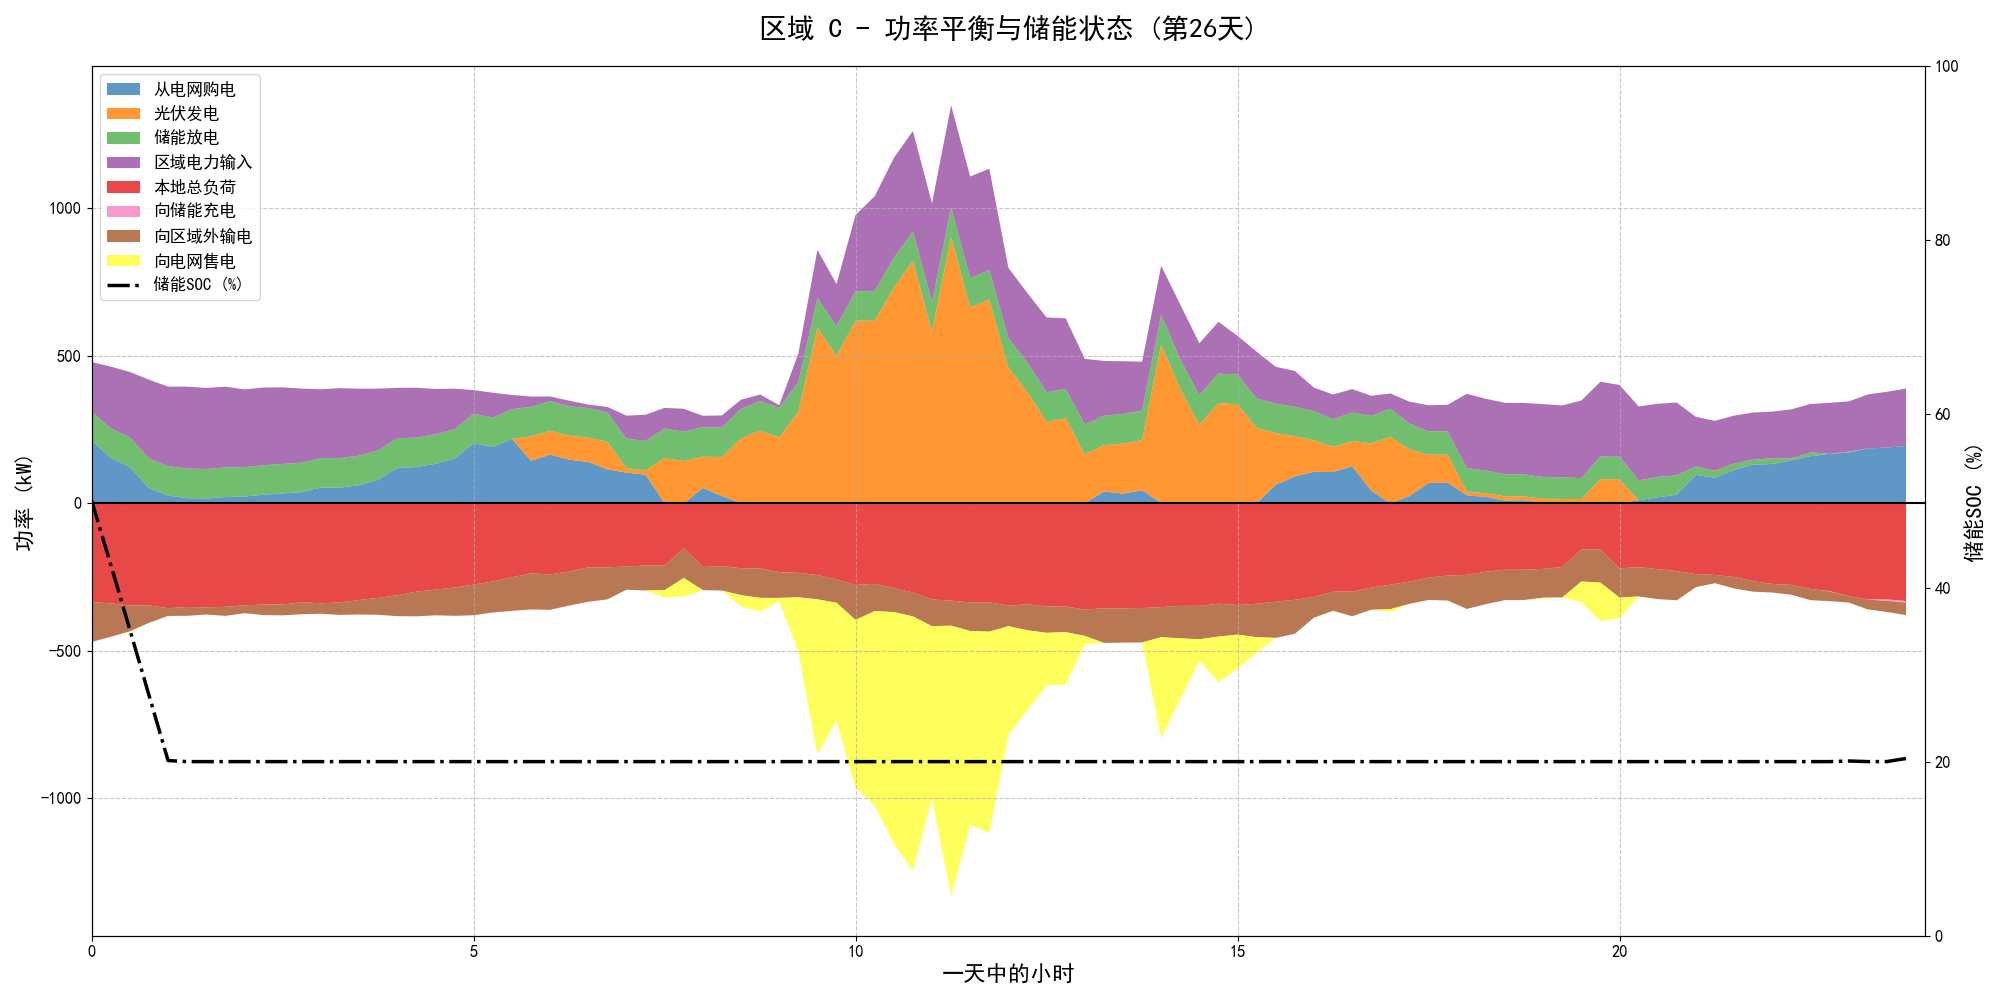 区域 C - 功率平衡与储能状态 (第26天)
从电网购电
光伏发电
储能放电
区域电力输入
本地总负荷
向储能充电
向区域外输电
向电网售电
储能SOC (%)
功率 (kW)
1000
500
0
−500
−1000
100
80
60
40
20
0
储能SOC (%)
0 5 10 15 20
一天中的小时